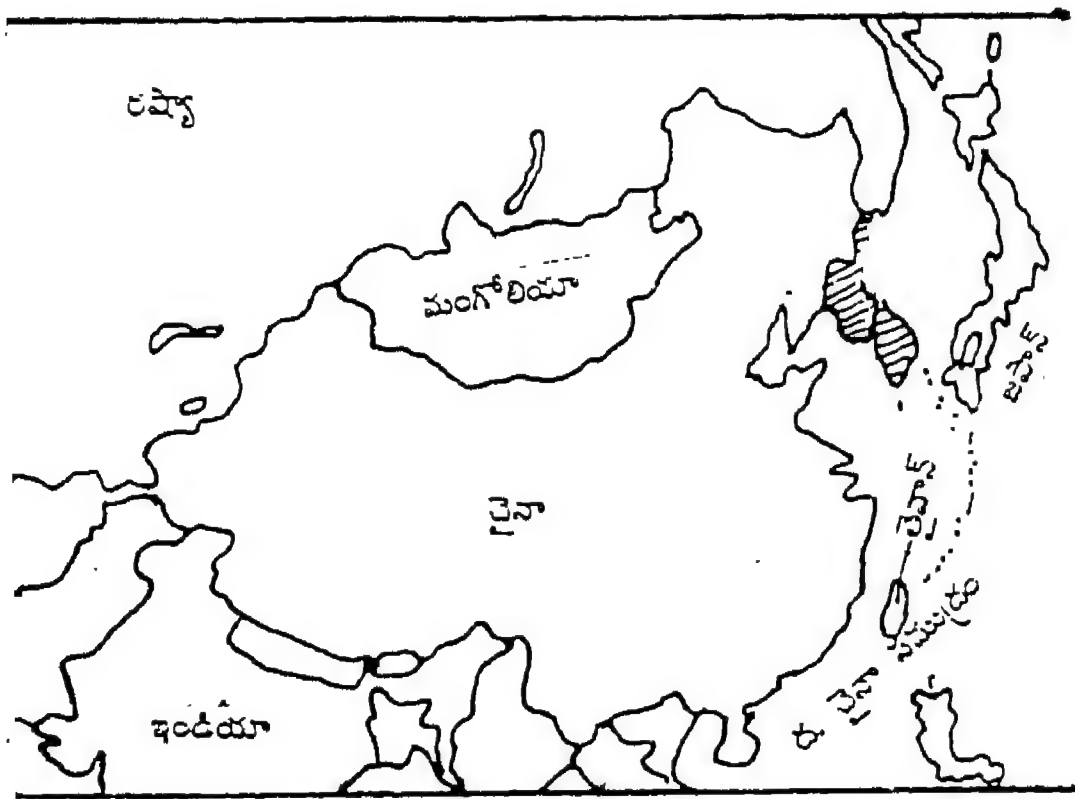 రష్యా
మంగోలియా
జపాన్
చైనా
తైవాన్
ద. చైనా సముద్రం
ఇండియా